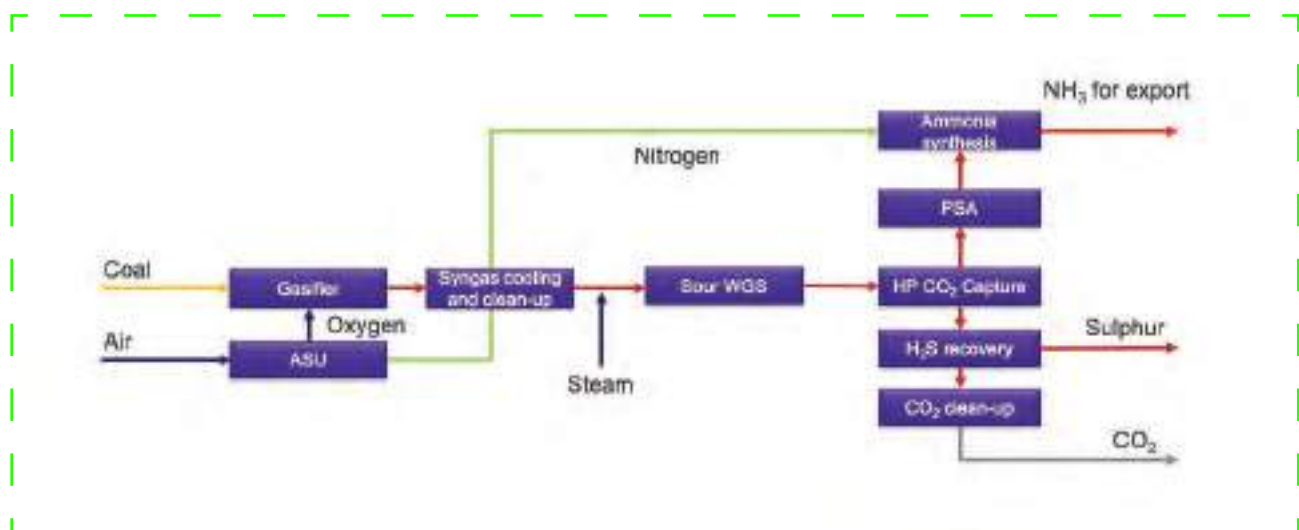 NH₃ for export
Ammonia
synthesis
Nitrogen
PSA
Coal
Gasifier
Syngas cooling
and clean-up
Sour WGS
HP CO₂ Capture
Oxygen
Air
ASU
Steam
H₂S recovery
Sulphur
CO₂ clean-up
CO₂